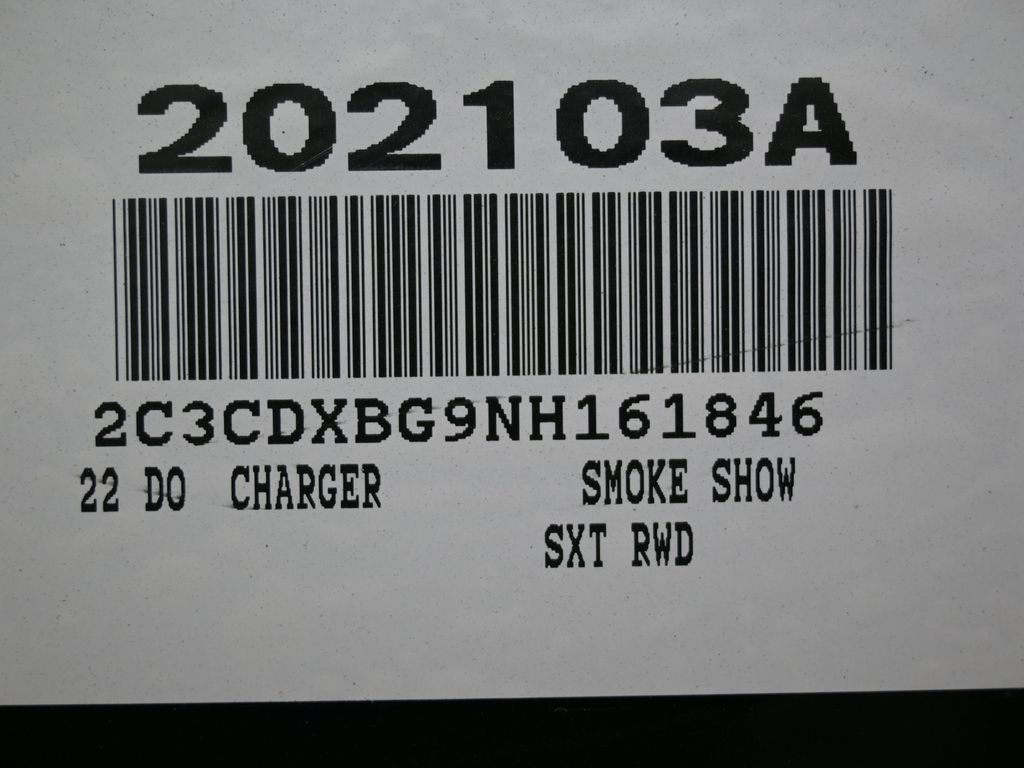 202103A
2C3CDXBG9NH161846
22 DO CHARGER SMOKE SHOW
SXT RWD